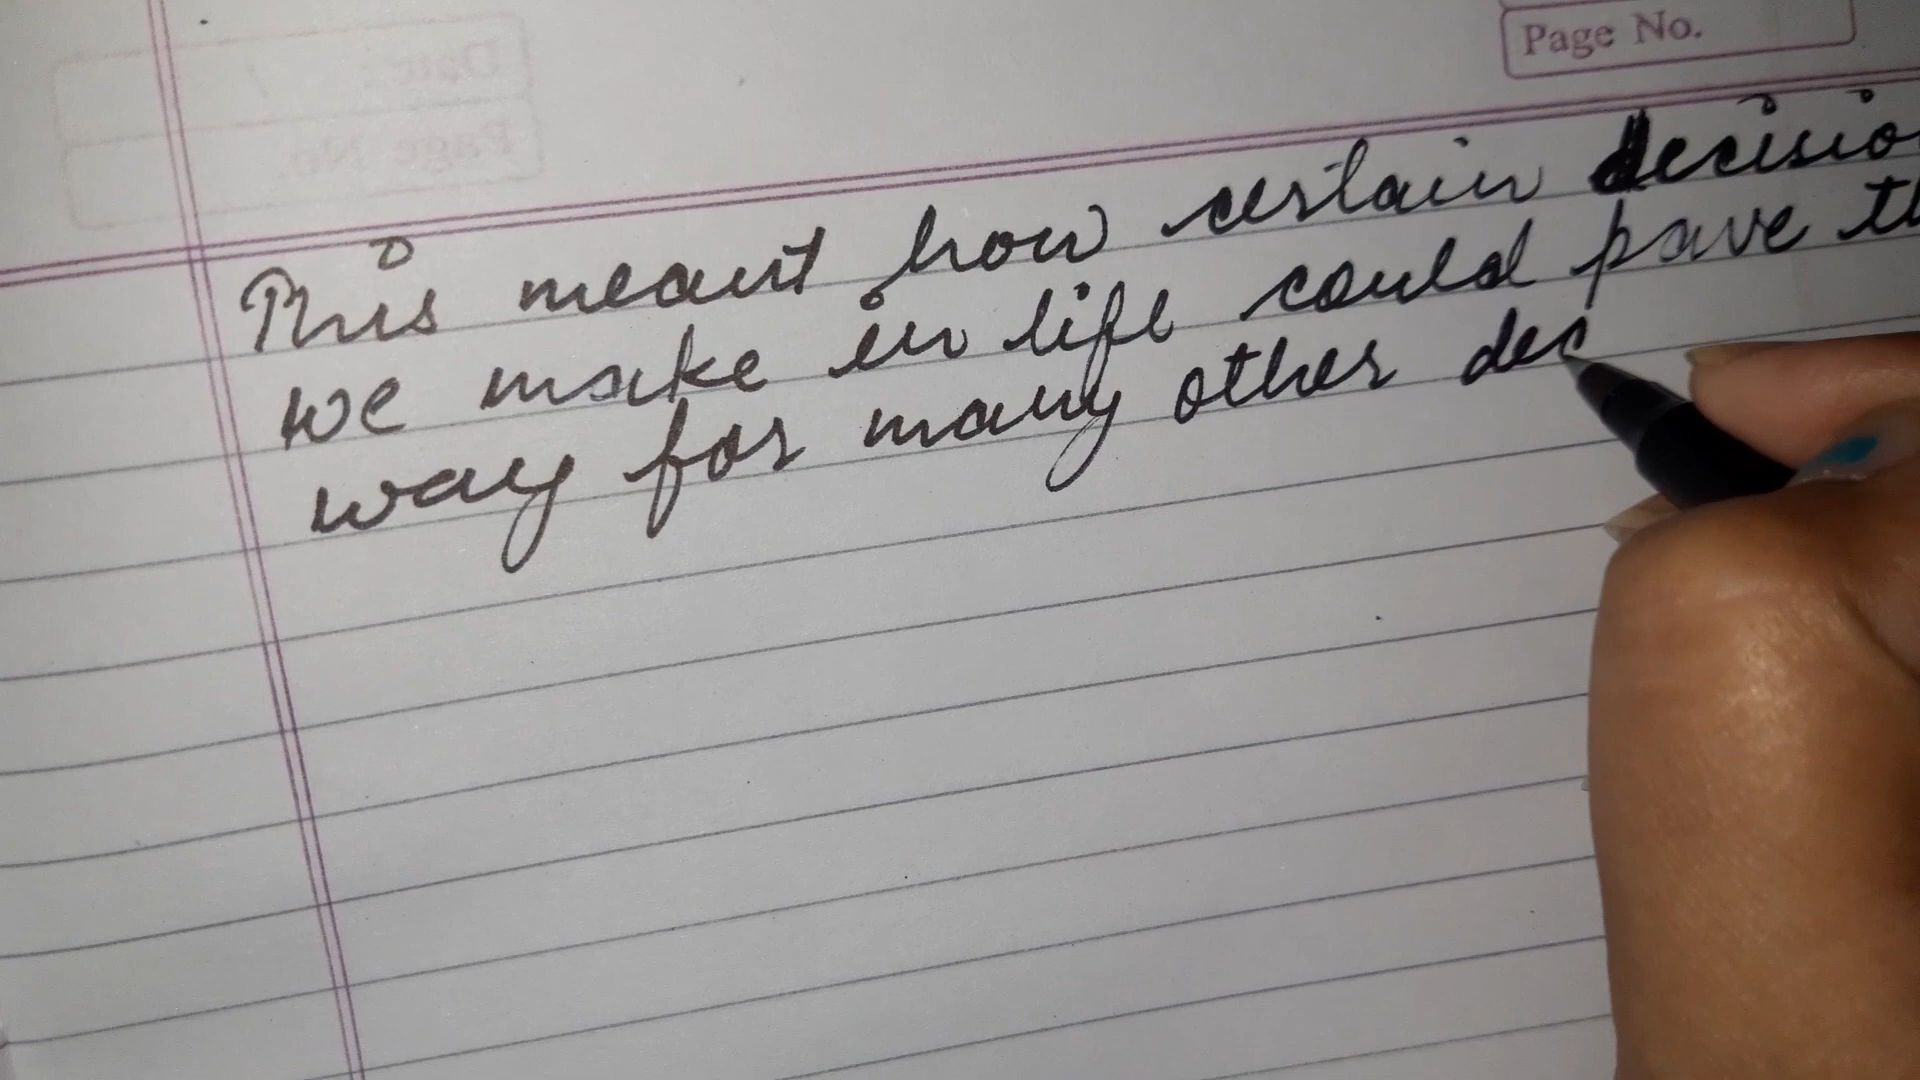 Page No.
This meant how certain decisio
we make in life could pave th
way for many other dec